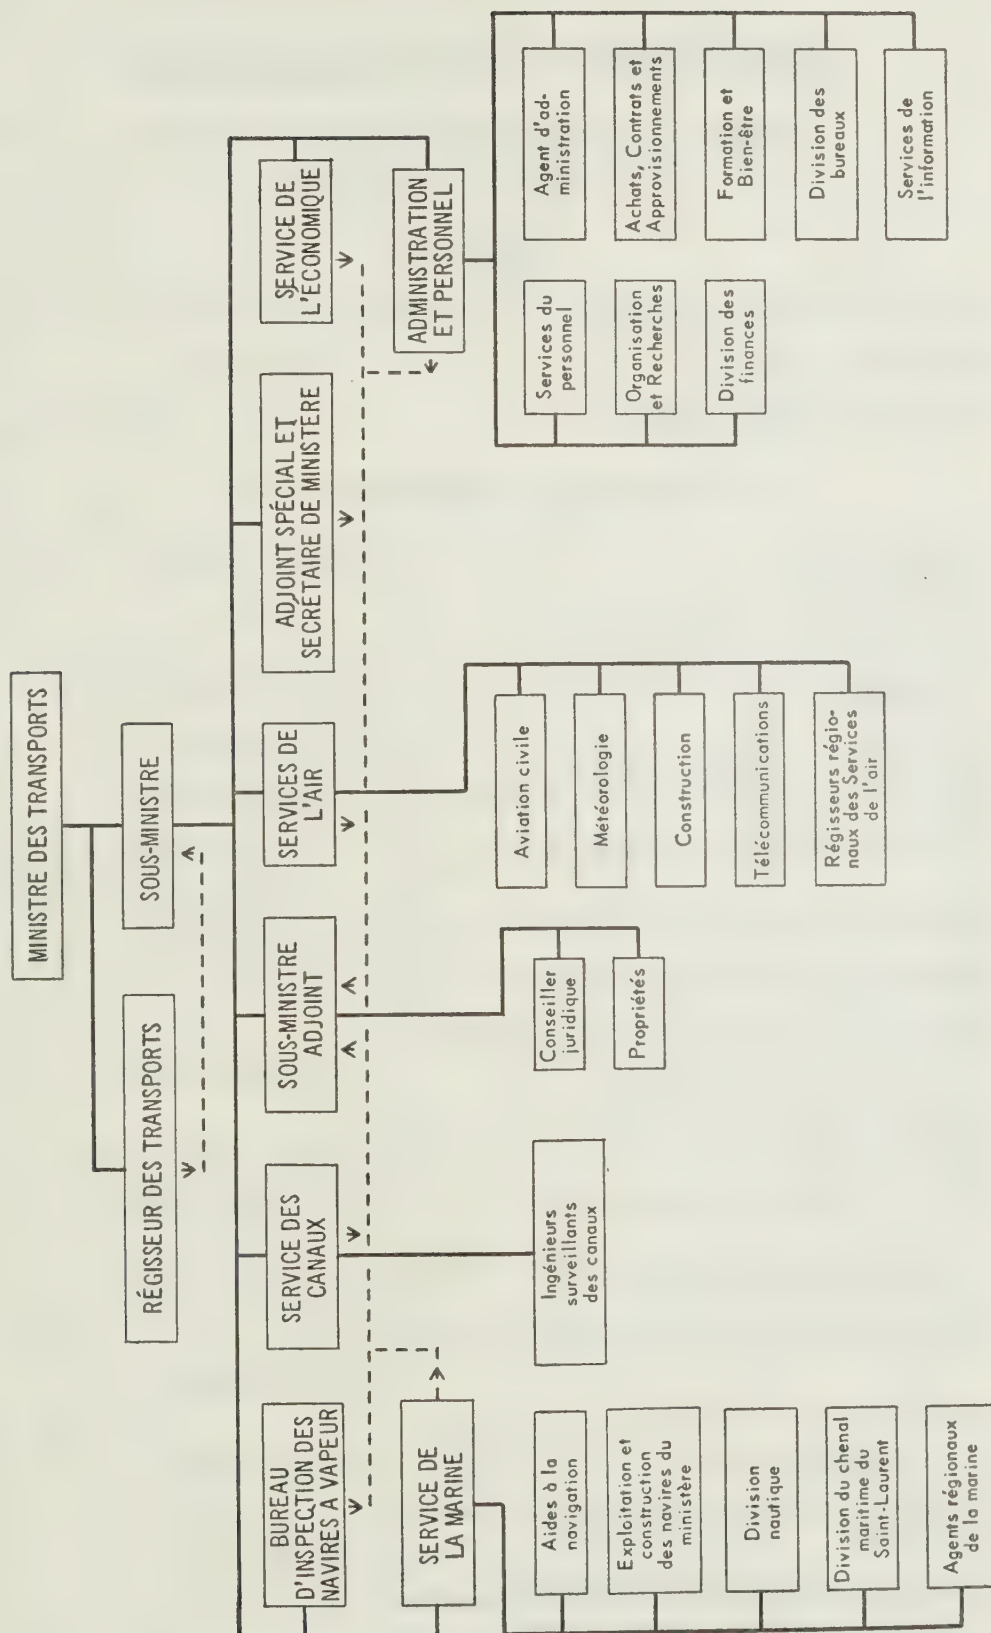 MINISTRE DES TRANSPORTS
RÉGISSEUR DES TRANSPORTS
SOUS-MINISTRE
BUREAU
D'INSPECTION DES
NAVIRES A VAPEUR
SERVICE DES
CANAUX
SOUS-MINISTRE
ADJOINT
SERVICES DE
L'AIR
ADJOINT SPÉCIAL ET
SECRÉTAIRE DE MINISTÈRE
SERVICE DE
L'ÉCONOMIQUE
SERVICE DE
LA MARINE
ADMINISTRATION
ET PERSONNEL
Aides à la
navigation
Exploitation et
construction
des navires du
ministère
Division
nautique
Division du chenal
maritime du
Saint-Laurent
Agents régionaux
de la marine
Ingénieurs
surveillants
des canaux
Conseiller
juridique
Propriétés
Aviation civile
Météorologie
Construction
Télécommunications
Régisseurs régio-
naux des Services
de l'air
Services du
personnel
Organisation
et Recherches
Division des
finances
Agent d'ad-
ministration
Achats, Contrats et
Approvisionnements
Formation et
Bien-être
Division des
bureaux
Services de
l'information